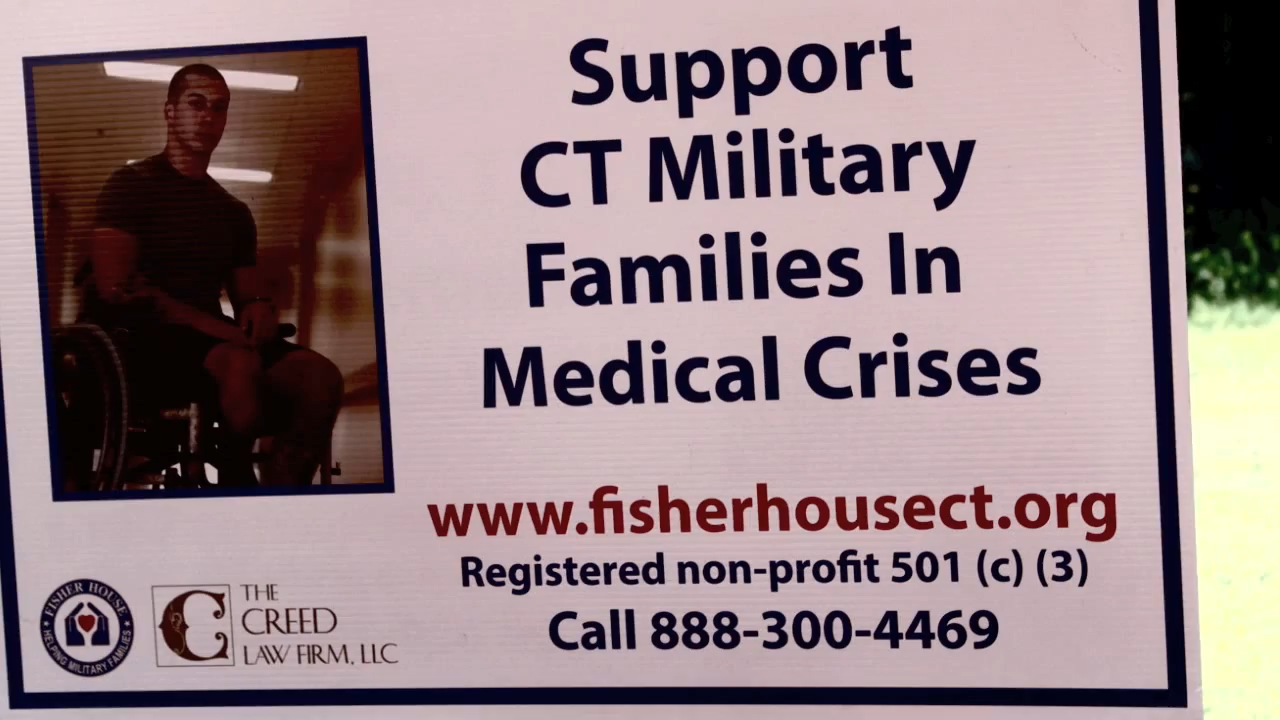 Support
CT Military
Families In
Medical Crises
www.fisherhousect.org
Registered non-profit 501 (c) (3)
Call 888-300-4469
FISHER HOUSE
HELPING MILITARY FAMILIES
C
THE
CREED
LAW FIRM, LLC